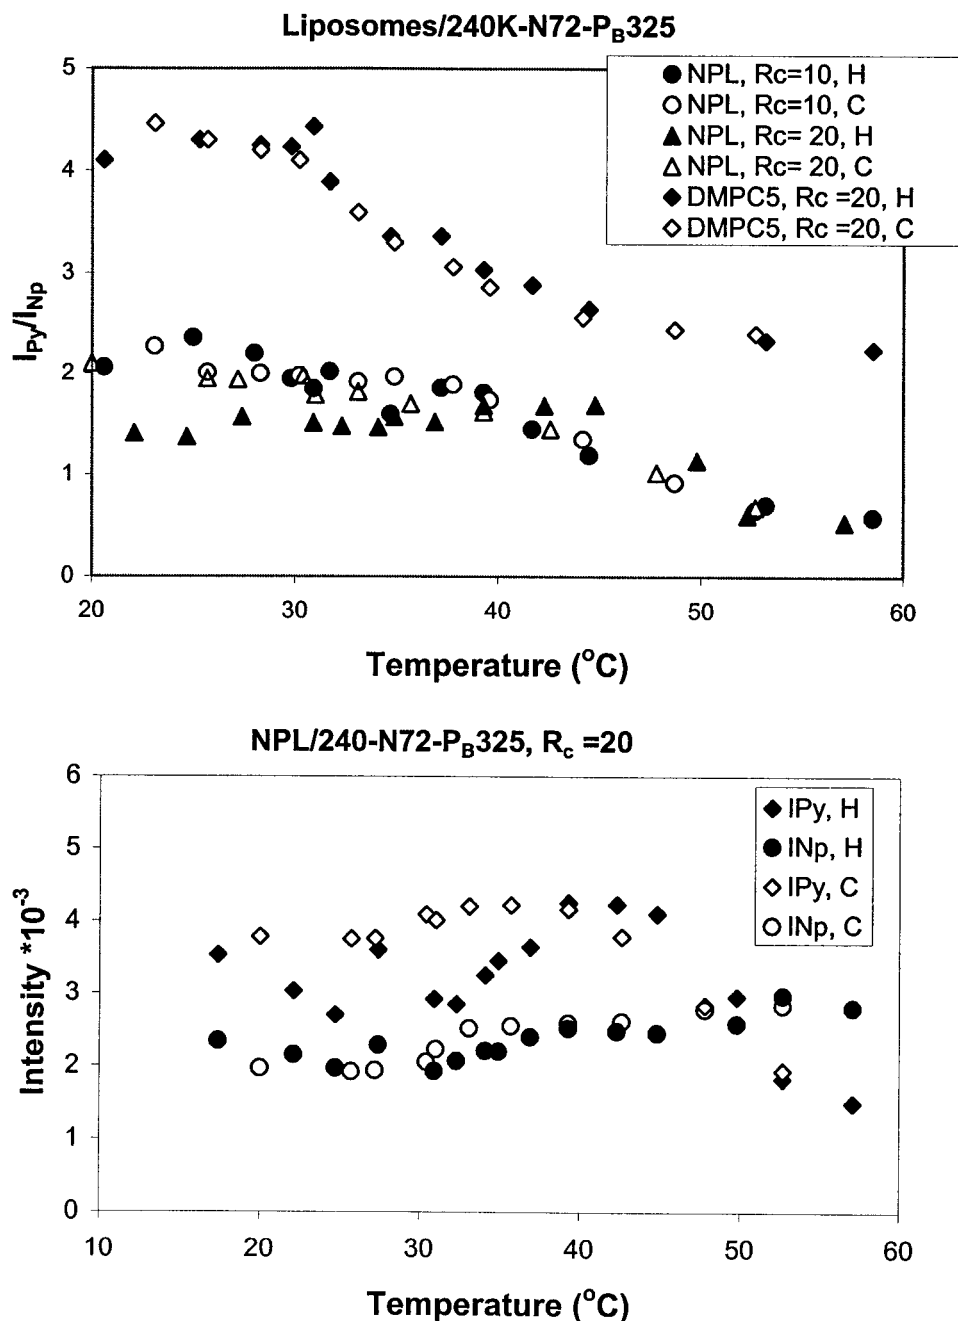 Liposomes/240K-N72-P_B325
5
4
3
2
1
0
I_Py/I_Np
NPL, Rc=10, H
NPL, Rc=10, C
NPL, Rc= 20, H
NPL, Rc= 20, C
DMPC5, Rc =20, H
DMPC5, Rc =20, C
20 30 40 50 60
Temperature (°C)
NPL/240-N72-P_B325, R_c =20
6
5
4
3
2
1
0
Intensity *10⁻³
IPy, H
INp, H
IPy, C
INp, C
10 20 30 40 50 60
Temperature (°C)